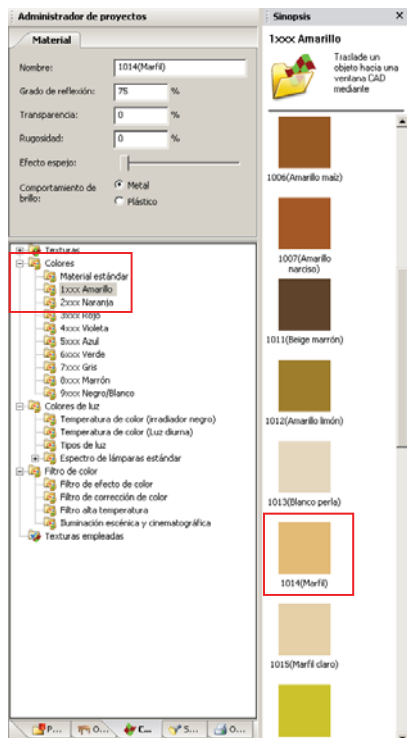 Administrador de proyectos
Material
Nombre:
1014(Marfil)
Grado de reflexión:
75
%
Transparencia:
0
%
Rugosidad:
0
%
Efecto espejo:
Comportamiento de
brillo:
Metal
Plástico
Texturas
Colores
Material estándar
1xxx Amarillo
2xxx Naranja
3xxx Rojo
4xxx Violeta
5xxx Azul
6xxx Verde
7xxx Gris
8xxx Marrón
9xxx Negro/Blanco
Colores de luz
Temperatura de color (irradiador negro)
Temperatura de color (Luz diurna)
Tipos de luz
Espectro de lámparas estándar
Filtro de color
Filtro de efecto de color
Filtro de corrección de color
Filtro alta temperatura
Iluminación escénica y cinematográfica
Texturas empleadas
P...
O...
C...
S...
O...
Sinopsis
X
1xxx Amarillo
Traslade un
objeto hacia una
ventana CAD
mediante
1006(Amarillo maíz)
1007(Amarillo
narciso)
1011(Beige marrón)
1012(Amarillo limón)
1013(Blanco perla)
1014(Marfil)
1015(Marfil claro)